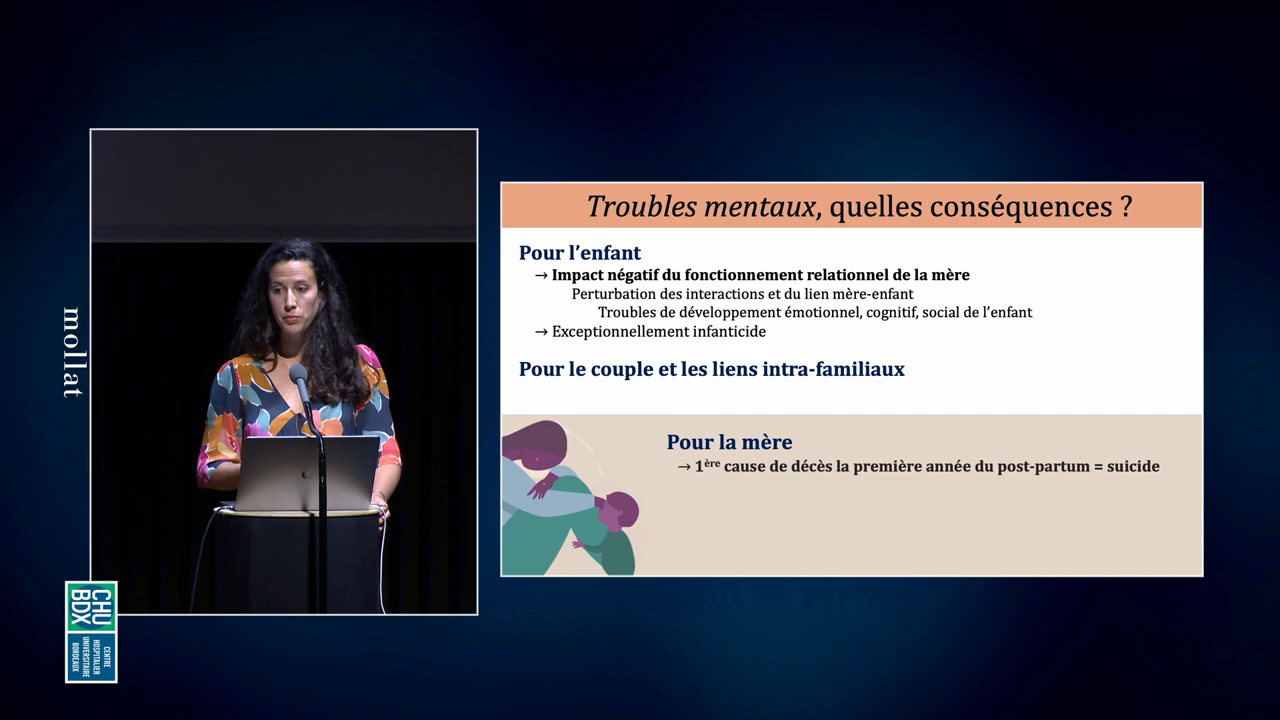 mollat
CHU
BDX
CENTRE
HOSPITALIER
UNIVERSITAIRE
BORDEAUX
Troubles mentaux, quelles conséquences ?
Pour l’enfant
→ Impact négatif du fonctionnement relationnel de la mère
Perturbation des interactions et du lien mère-enfant
Troubles de développement émotionnel, cognitif, social de l’enfant
→ Exceptionnellement infanticide
Pour le couple et les liens intra-familiaux
Pour la mère
→ 1ère cause de décès la première année du post-partum = suicide